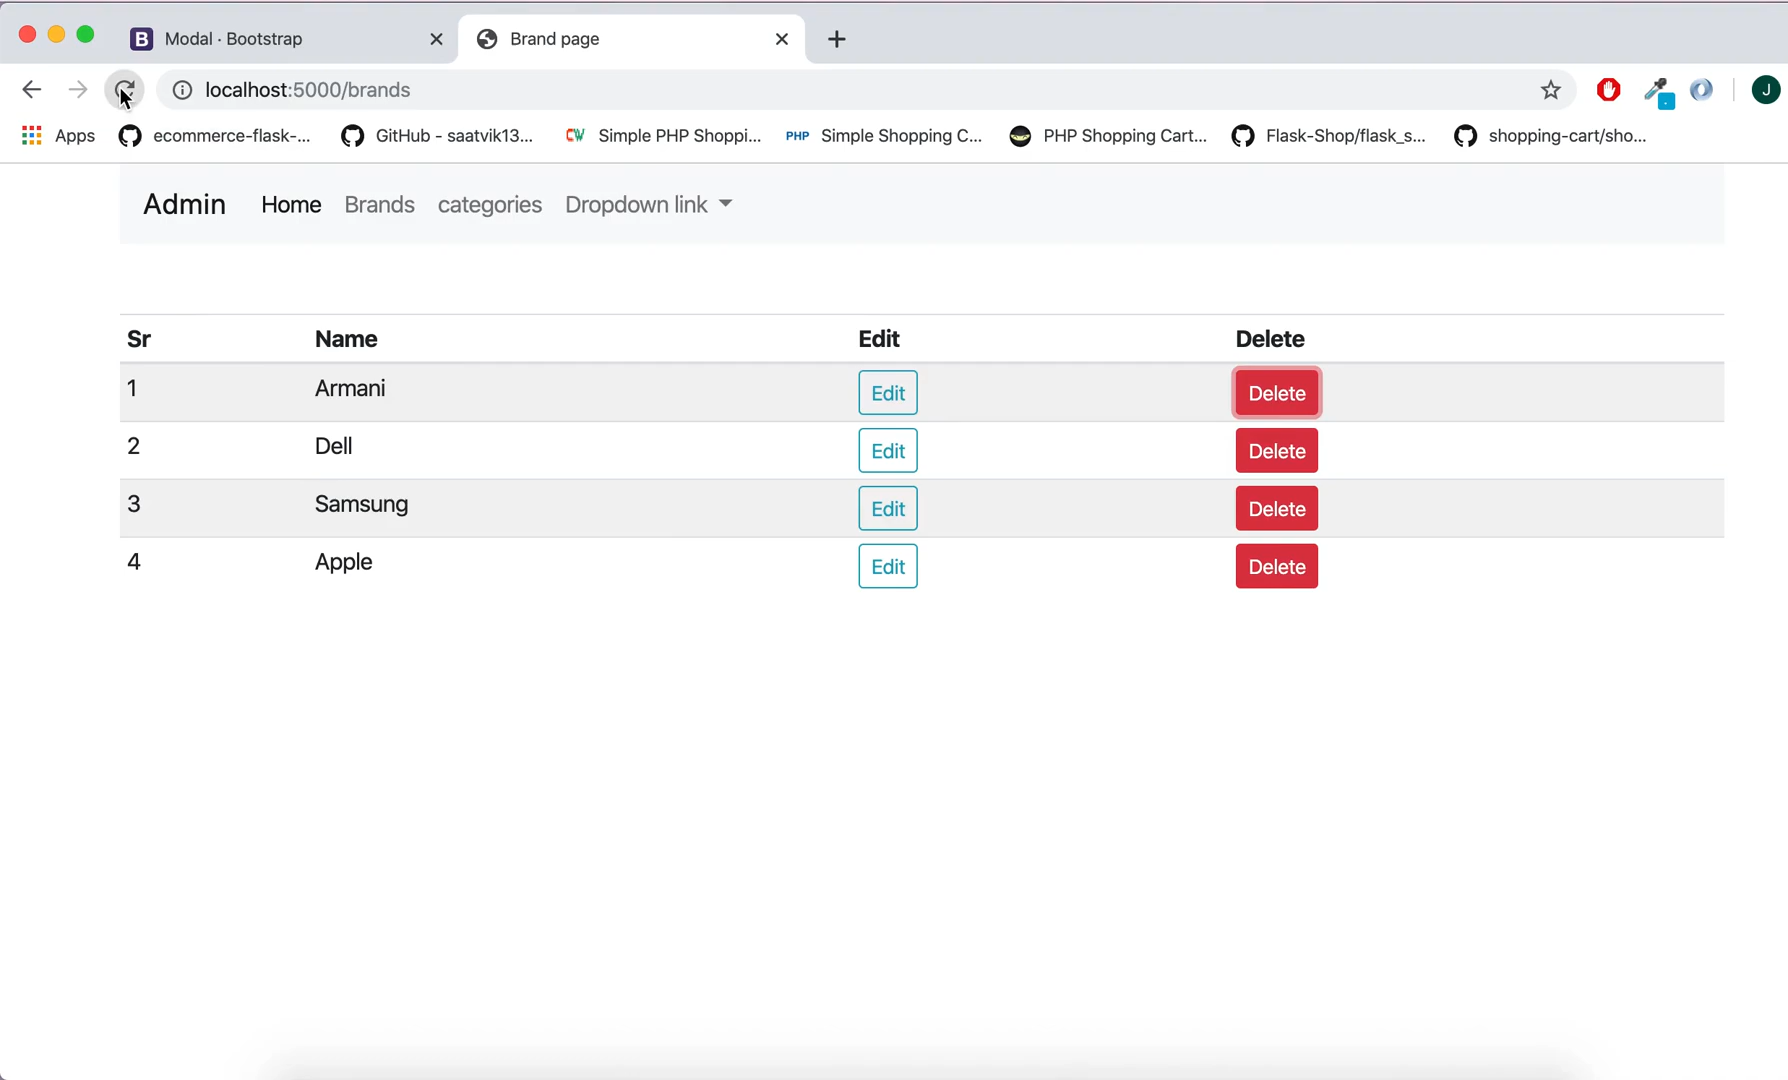 B Modal · Bootstrap Brand page
localhost:5000/brands J
Apps ecommerce-flask-... GitHub - saatvik13... CW Simple PHP Shoppi... PHP Simple Shopping C... PHP Shopping Cart... Flask-Shop/flask_s... shopping-cart/sho...
Admin Home Brands categories Dropdown link
Sr Name Edit Delete
1 Armani Edit Delete
2 Dell Edit Delete
3 Samsung Edit Delete
4 Apple Edit Delete